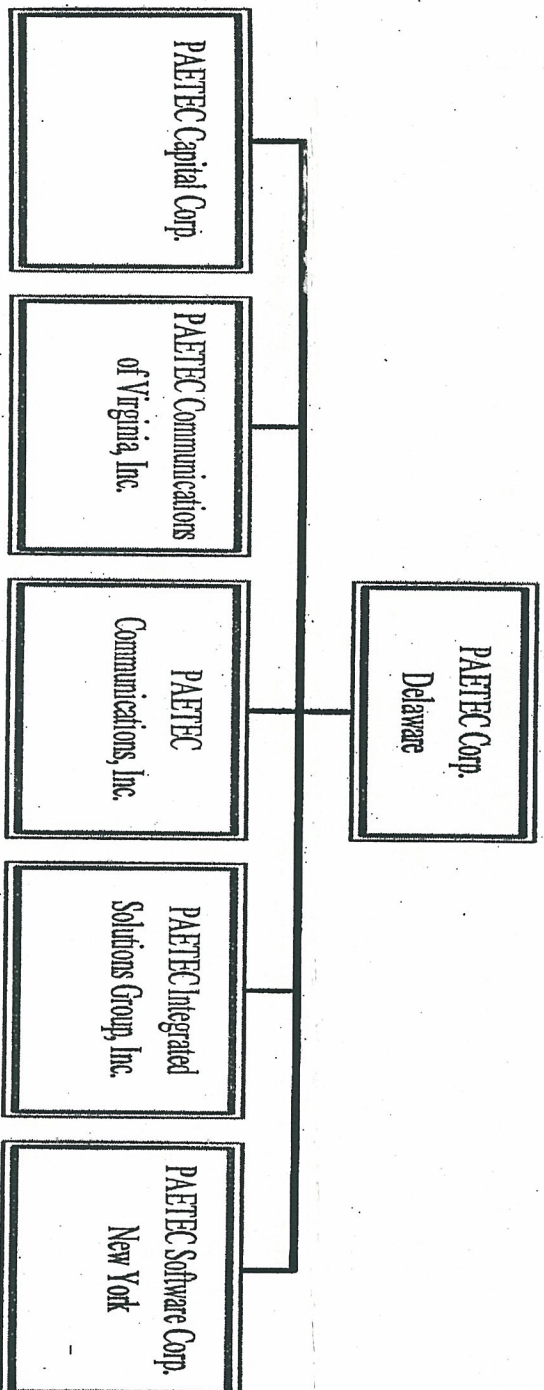 PAETEC Corp.
Delaware
PAETEC Capital Corp.
PAETEC Communications
of Virginia, Inc.
PAETEC
Communications, Inc.
PAETEC Integrated
Solutions Group, Inc.
PAETEC Software Corp.
New York